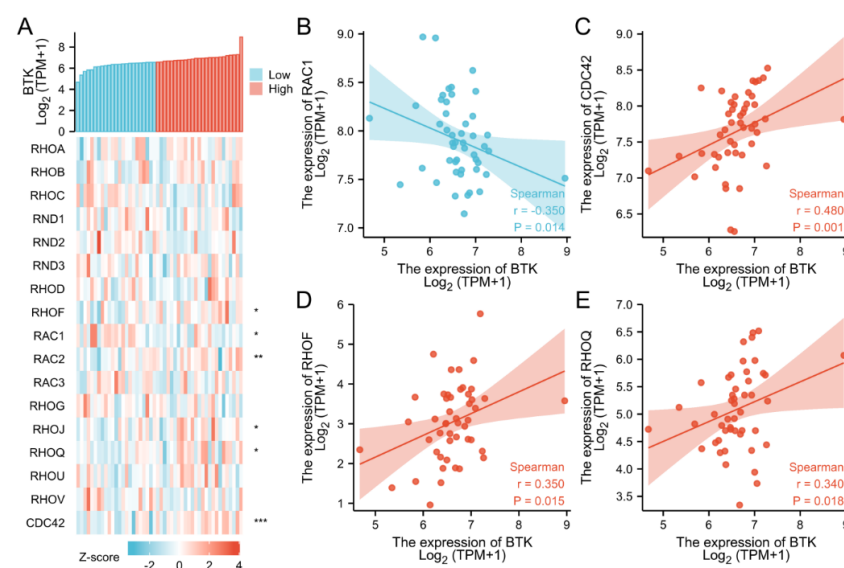 A
BTK
Log2 (TPM+1)
8
6
4
2
0
Low
High
RHOA
RHOB
RHOC
RND1
RND2
RND3
RHOD
RHOF *
RAC1 *
RAC2 **
RAC3
RHOG
RHOJ *
RHOQ *
RHOU
RHOV
CDC42 ***
Z-score
-2 0 2 4
B
The expression of RAC1
Log2 (TPM+1)
9.0
8.5
8.0
7.5
7.0
Spearman
r = -0.350
P = 0.014
5 6 7 8 9
The expression of BTK
Log2 (TPM+1)
C
The expression of CDC42
Log2 (TPM+1)
9.0
8.5
8.0
7.5
7.0
6.5
Spearman
r = 0.480
P = 0.001
5 6 7 8 9
The expression of BTK
Log2 (TPM+1)
D
The expression of RHOF
Log2 (TPM+1)
6
5
4
3
2
1
Spearman
r = 0.350
P = 0.015
5 6 7 8 9
The expression of BTK
Log2 (TPM+1)
E
The expression of RHOQ
Log2 (TPM+1)
7.0
6.5
6.0
5.5
5.0
4.5
4.0
3.5
Spearman
r = 0.340
P = 0.018
5 6 7 8 9
The expression of BTK
Log2 (TPM+1)